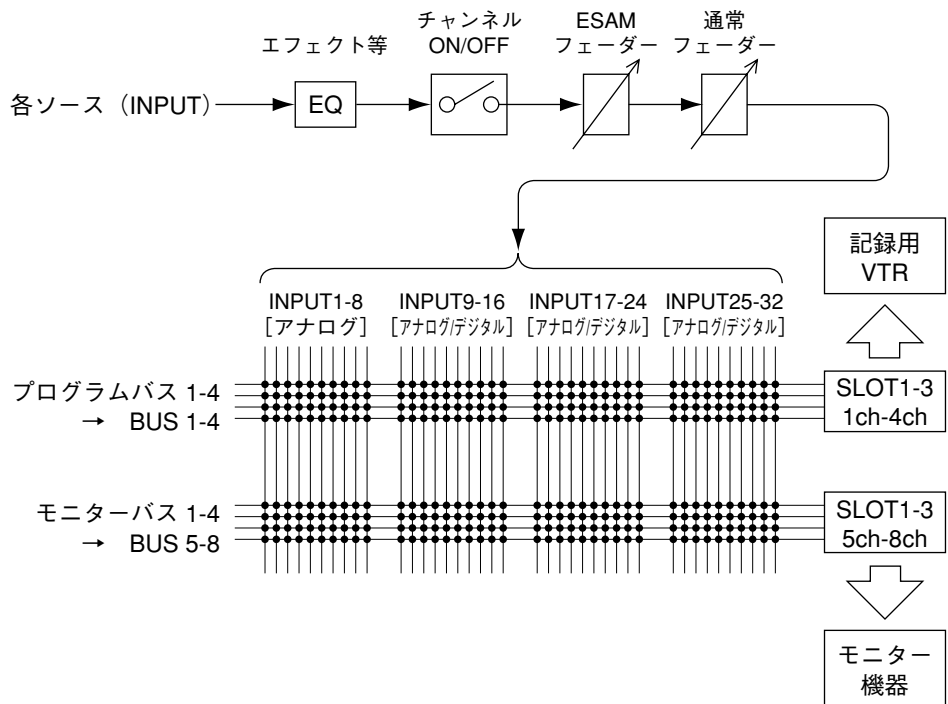 エフェクト等
チャンネル
ON/OFF
ESAM
フェーダー
通常
フェーダー
各ソース（INPUT）
EQ
記録用
VTR
INPUT1-8
［アナログ］
INPUT9-16
［アナログ/デジタル］
INPUT17-24
［アナログ/デジタル］
INPUT25-32
［アナログ/デジタル］
プログラムバス 1-4
→ BUS 1-4
SLOT1-3
1ch-4ch
モニターバス 1-4
→ BUS 5-8
SLOT1-3
5ch-8ch
モニター
機器